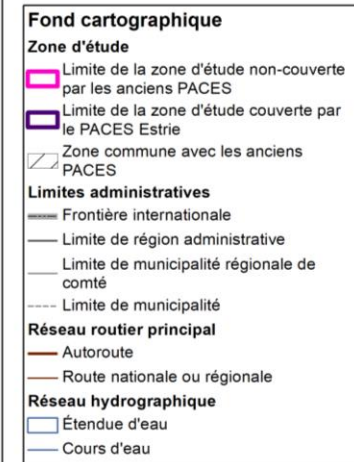 Fond cartographique
Zone d'étude
Limite de la zone d'étude non-couverte
par les anciens PACES
Limite de la zone d'étude couverte par
le PACES Estrie
Zone commune avec les anciens
PACES
Limites administratives
Frontière internationale
Limite de région administrative
Limite de municipalité régionale de
comté
Limite de municipalité
Réseau routier principal
Autoroute
Route nationale ou régionale
Réseau hydrographique
Étendue d'eau
Cours d'eau